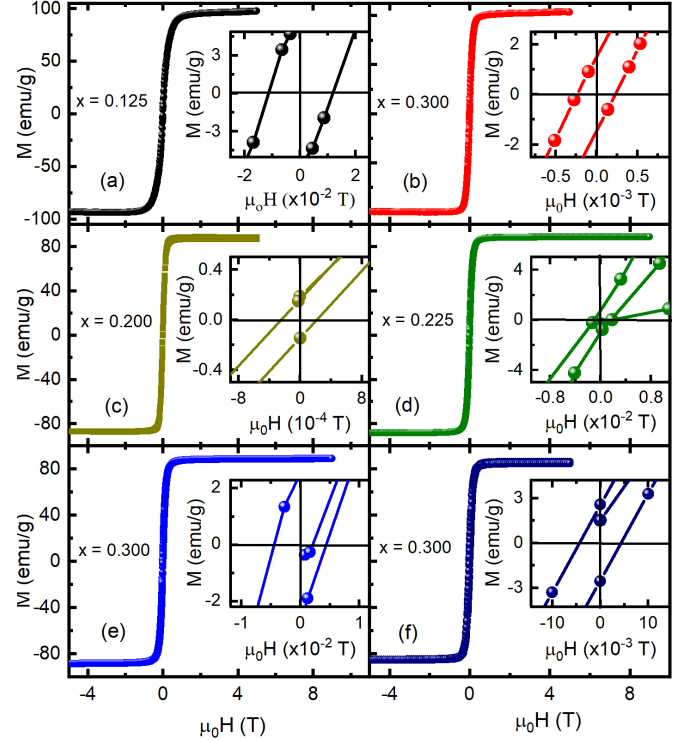 100
50
0
-50
-100
M (emu/g)
x = 0.125
(a)
3
0
-3
M (emu/g)
-2 0 2
μoH (x10-2 T)
x = 0.300
(b)
2
0
-2
M (emu/g)
-0.5 0.0 0.5
μ0H (x10-3 T)
80
40
0
-40
-80
M (emu/g)
x = 0.200
(c)
0.4
0.0
-0.4
M (emu/g)
-8 0 8
μ0H (10-4 T)
x = 0.225
(d)
4
0
-4
M (emu/g)
-0.8 0.0 0.8
μ0H (x10-2 T)
80
40
0
-40
-80
M (emu/g)
x = 0.300
(e)
2
0
-2
M (emu/g)
-1 0 1
μ0H (x10-2 T)
-4 0 4 8
μ0H (T)
x = 0.300
(f)
3
0
-3
M (emu/g)
-10 0 10
μ0H (x10-3 T)
-4 0 4 8
μ0H (T)